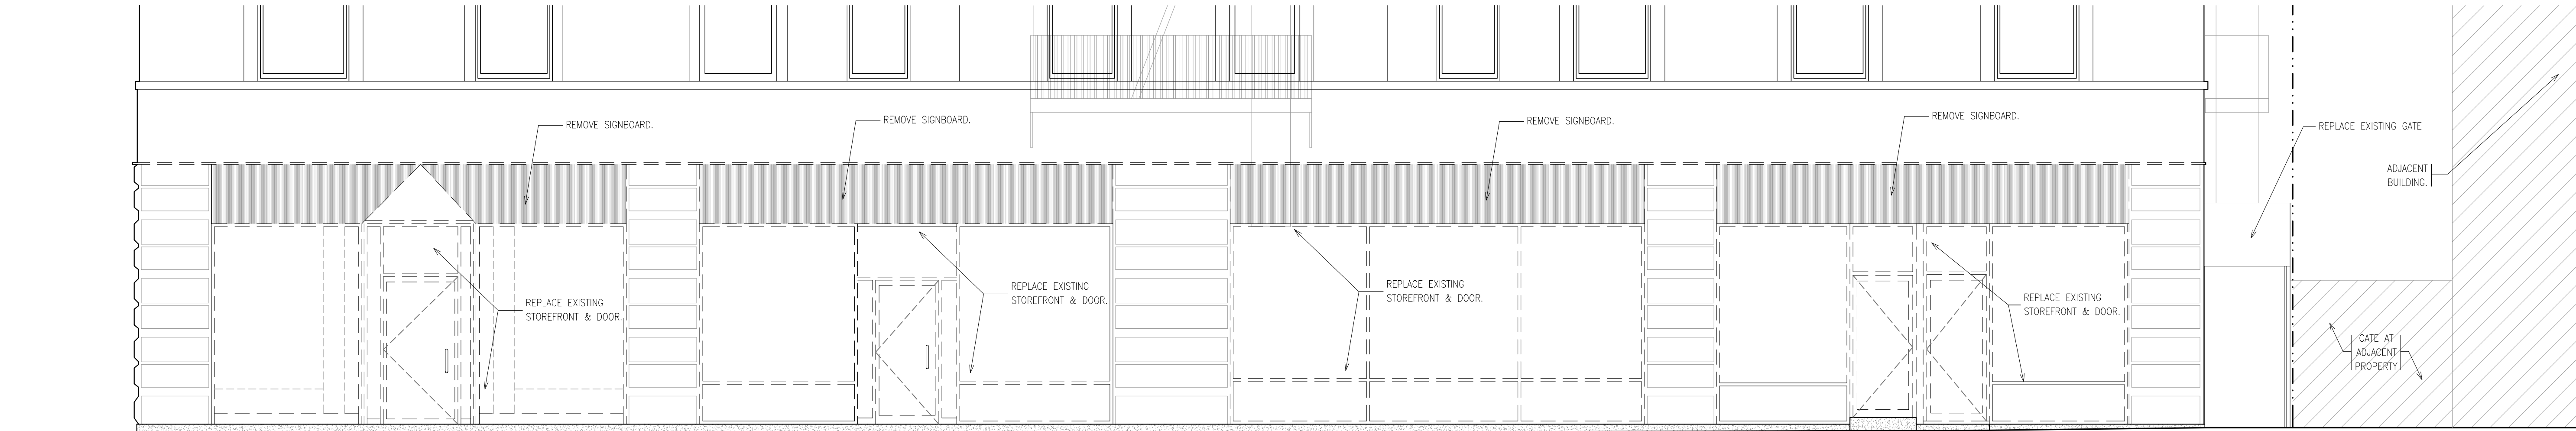 REMOVE SIGNBOARD.
REMOVE SIGNBOARD.
REMOVE SIGNBOARD.
REMOVE SIGNBOARD.
REPLACE EXISTING GATE
ADJACENT
BUILDING.
REPLACE EXISTING
STOREFRONT & DOOR.
REPLACE EXISTING
STOREFRONT & DOOR.
REPLACE EXISTING
STOREFRONT & DOOR.
REPLACE EXISTING
STOREFRONT & DOOR.
GATE AT
ADJACENT
PROPERTY